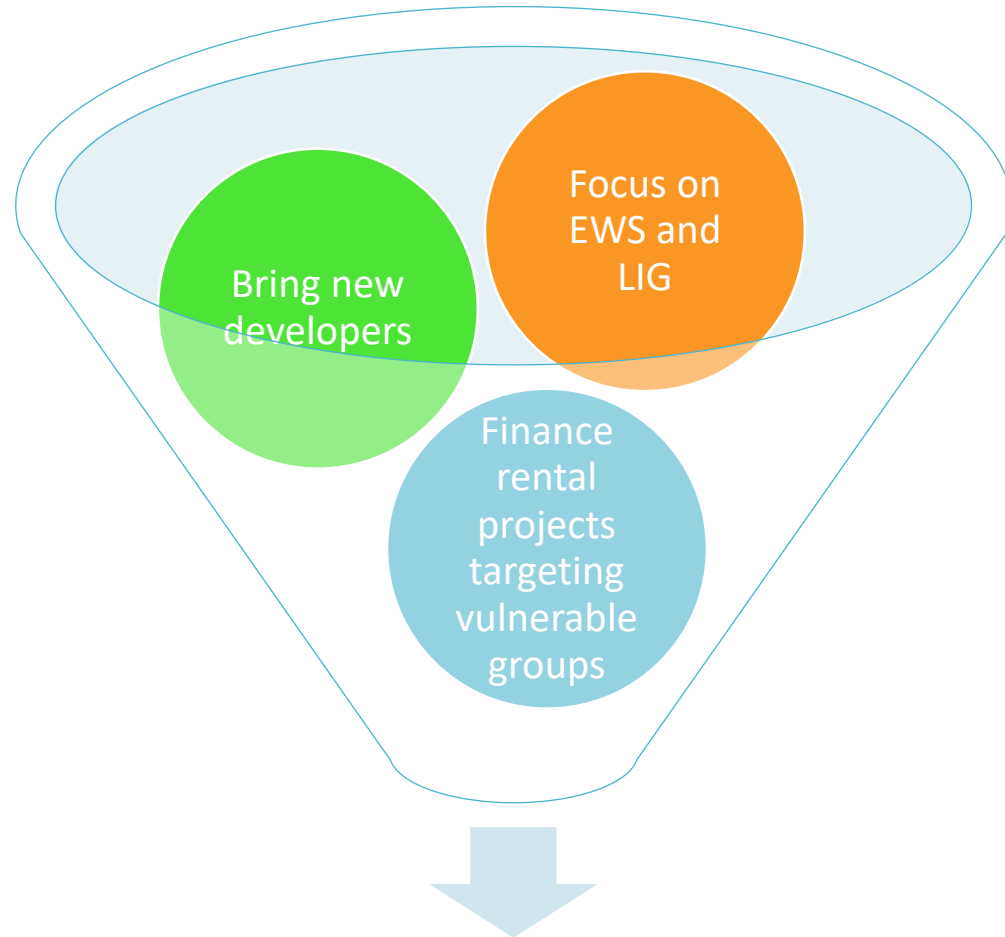 Focus on
EWS and
LIG
Bring new
developers
Finance
rental
projects
targeting
vulnerable
groups